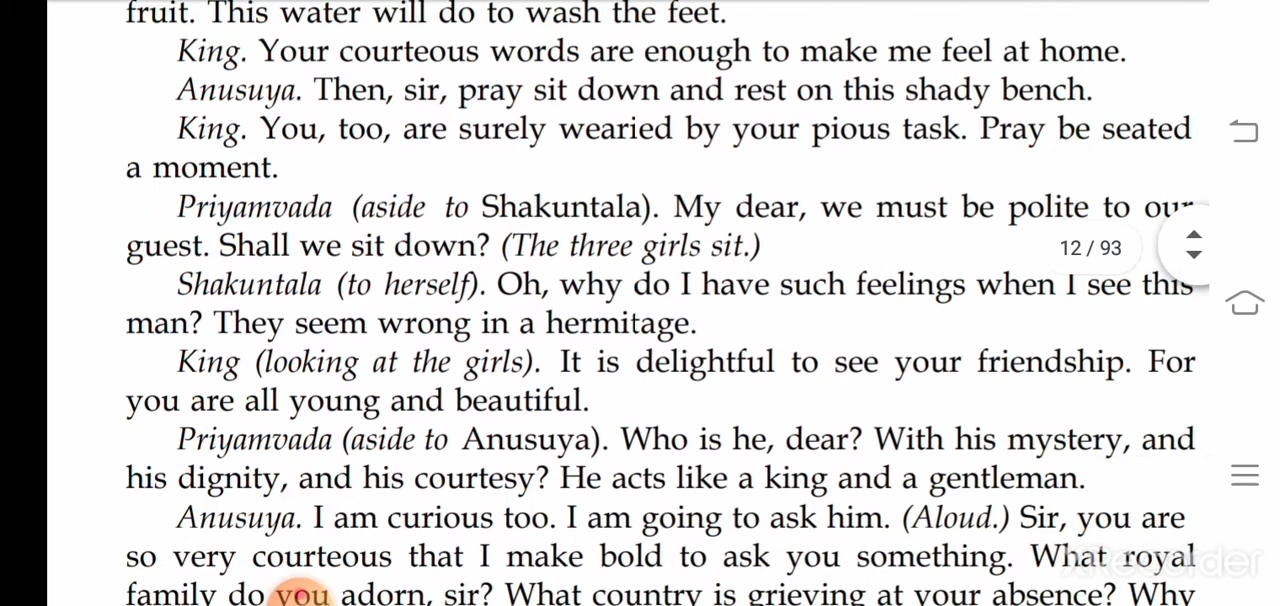 fruit. This water will do to wash the feet.
King. Your courteous words are enough to make me feel at home.
Anusuya. Then, sir, pray sit down and rest on this shady bench.
King. You, too, are surely wearied by your pious task. Pray be seated
a moment.
Priyamvada (aside to Shakuntala). My dear, we must be polite to our
guest. Shall we sit down? (The three girls sit.)
12 / 93
Shakuntala (to herself). Oh, why do I have such feelings when I see this
man? They seem wrong in a hermitage.
King (looking at the girls). It is delightful to see your friendship. For
you are all young and beautiful.
Priyamvada (aside to Anusuya). Who is he, dear? With his mystery, and
his dignity, and his courtesy? He acts like a king and a gentleman.
Anusuya. I am curious too. I am going to ask him. (Aloud.) Sir, you are
so very courteous that I make bold to ask you something. What royal
XRecorder
family do you adorn, sir? What country is grieving at your absence? Why